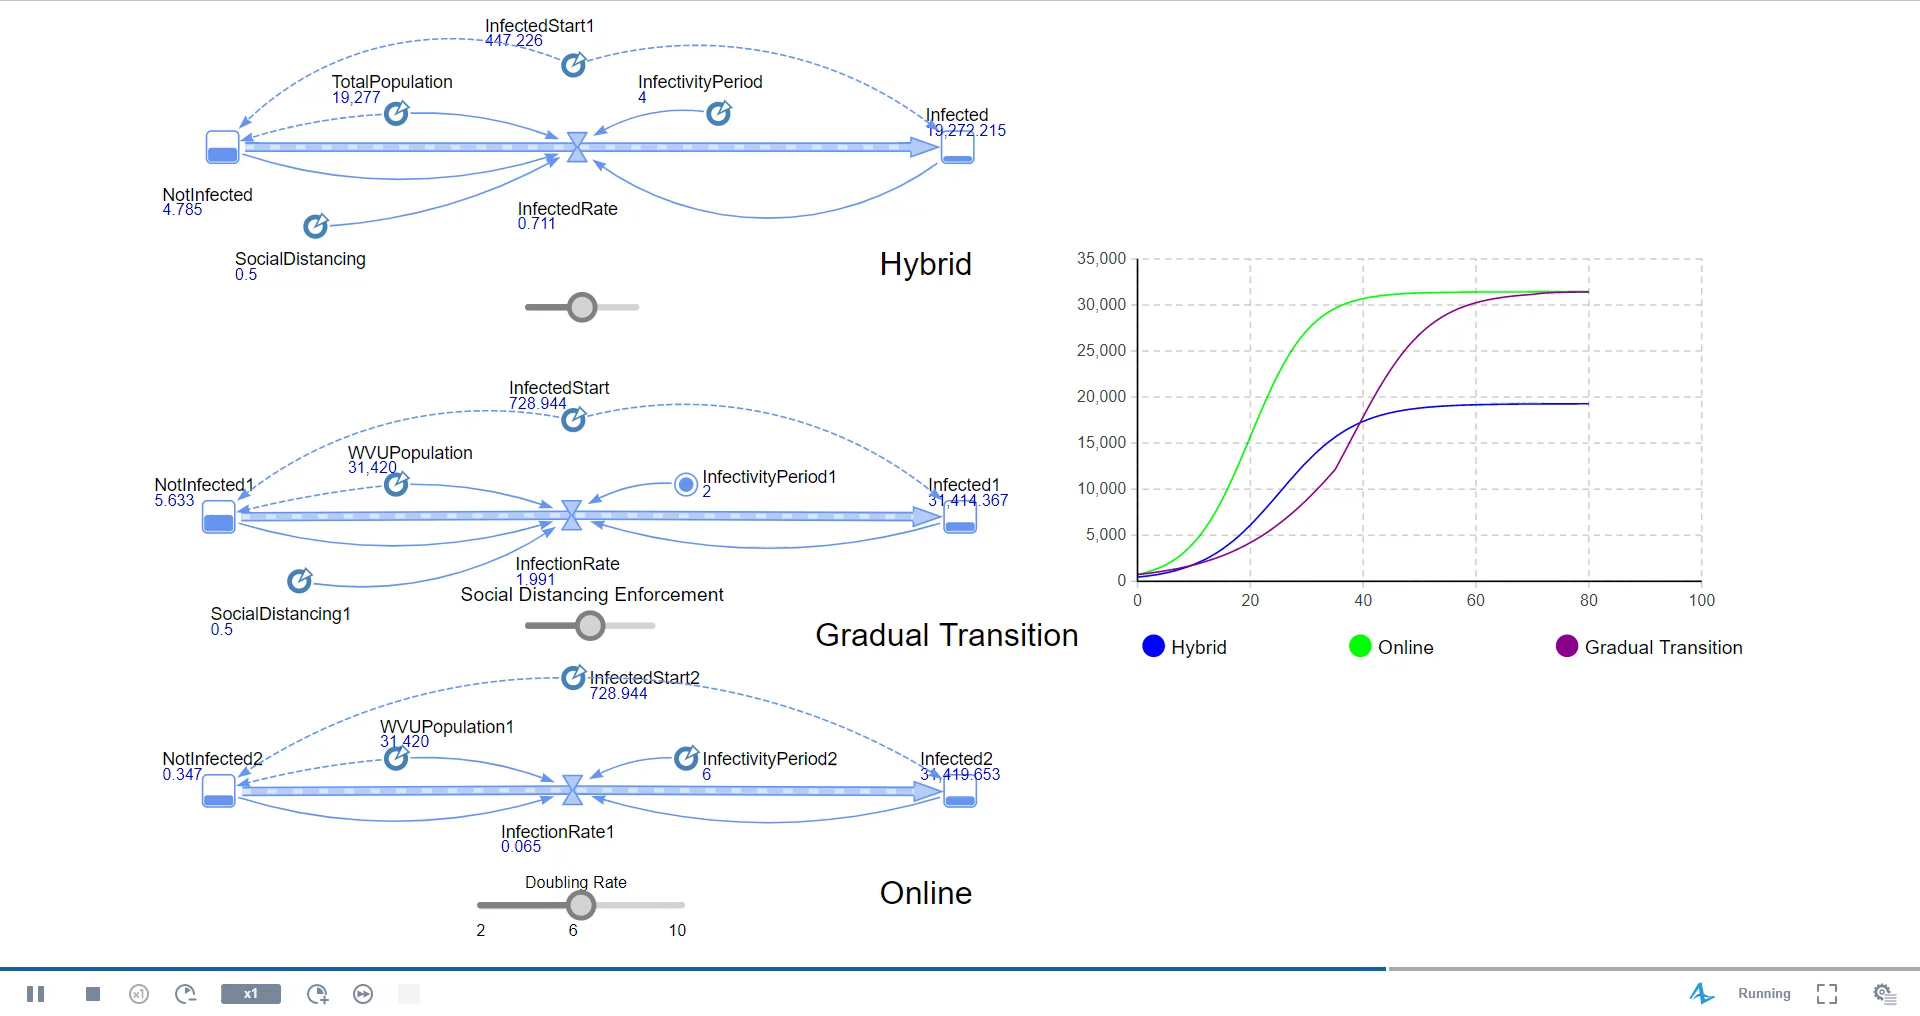 InfectedStart1
447.226
TotalPopulation
19,277
InfectivityPeriod
4
Infected
19,272.215
NotInfected
4.785
InfectedRate
0.711
SocialDistancing
0.5
Hybrid
InfectedStart
728.944
WVUPopulation
31,420
InfectivityPeriod1
2
NotInfected1
5.633
Infected1
31,414.367
InfectionRate
1.991
Social Distancing Enforcement
SocialDistancing1
0.5
Gradual Transition
InfectedStart2
728.944
WVUPopulation1
31,420
InfectivityPeriod2
6
NotInfected2
0.347
Infected2
31,419.653
InfectionRate1
0.065
Doubling Rate
2 6 10
Online
35,000
30,000
25,000
20,000
15,000
10,000
5,000
0
0 20 40 60 80 100
Hybrid Online Gradual Transition
x1 x1 Running